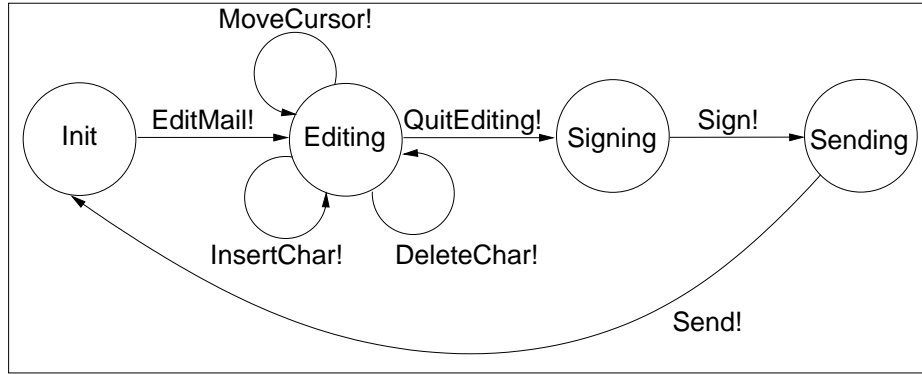 MoveCursor!
Init
EditMail!
Editing
QuitEditing!
Signing
Sign!
Sending
InsertChar!
DeleteChar!
Send!